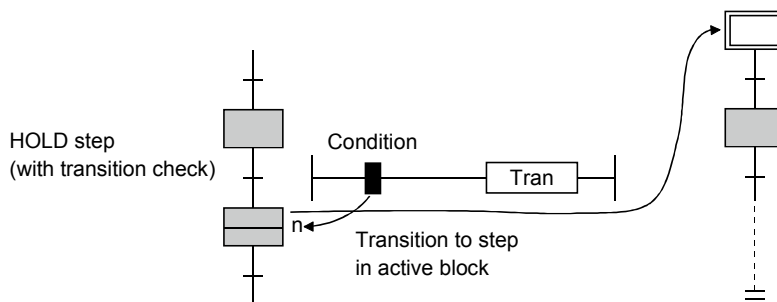 HOLD step
(with transition check)
Condition
Tran
n
Transition to step
in active block